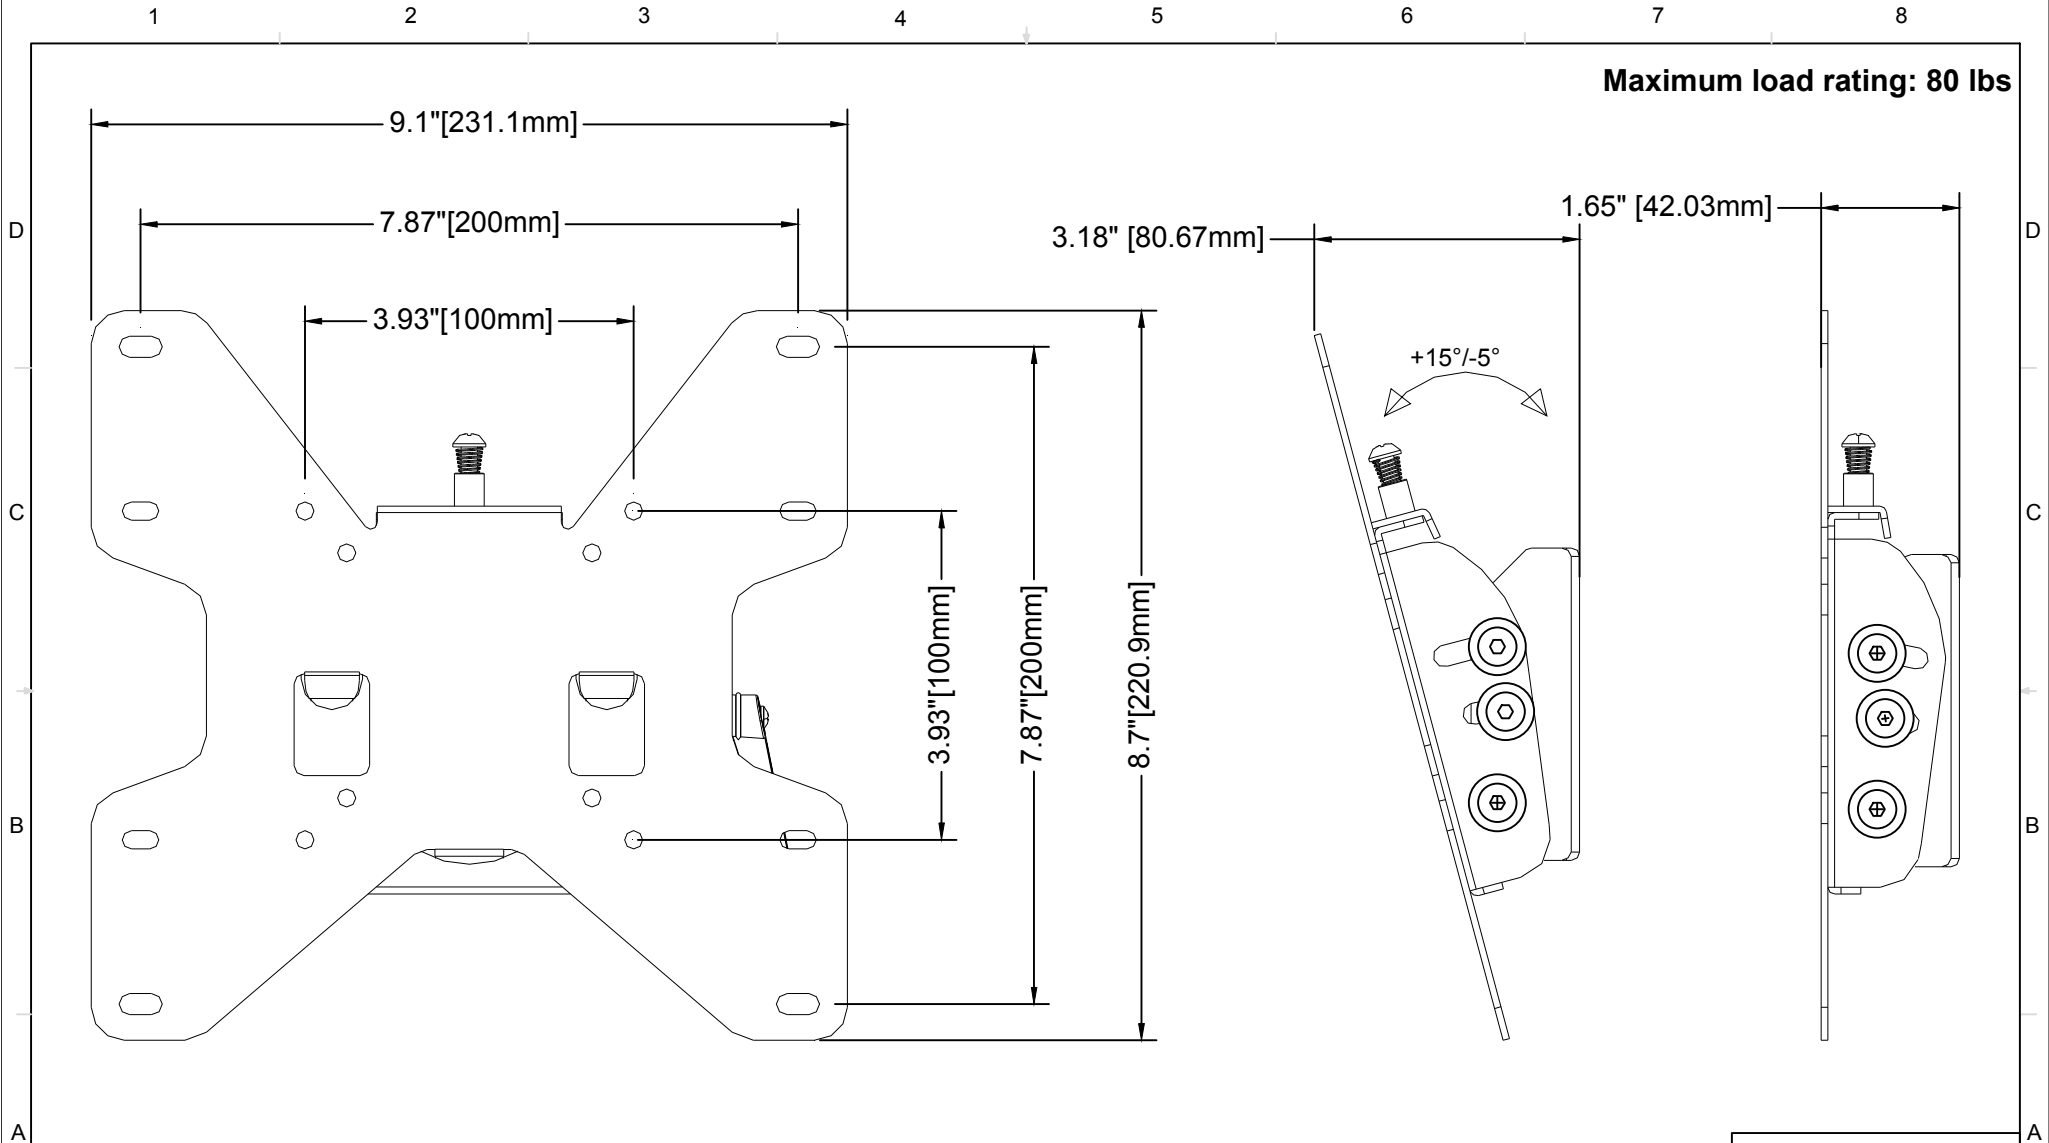 1 2 3 4 5 6 7 8
Maximum load rating: 80 lbs
9.1"[231.1mm]
1.65" [42.03mm]
7.87"[200mm]
D
D
3.18" [80.67mm]
3.93"[100mm]
+15°/-5°
C
C
3.93"[100mm]
7.87"[200mm]
8.7"[220.9mm]
B
B
A
A